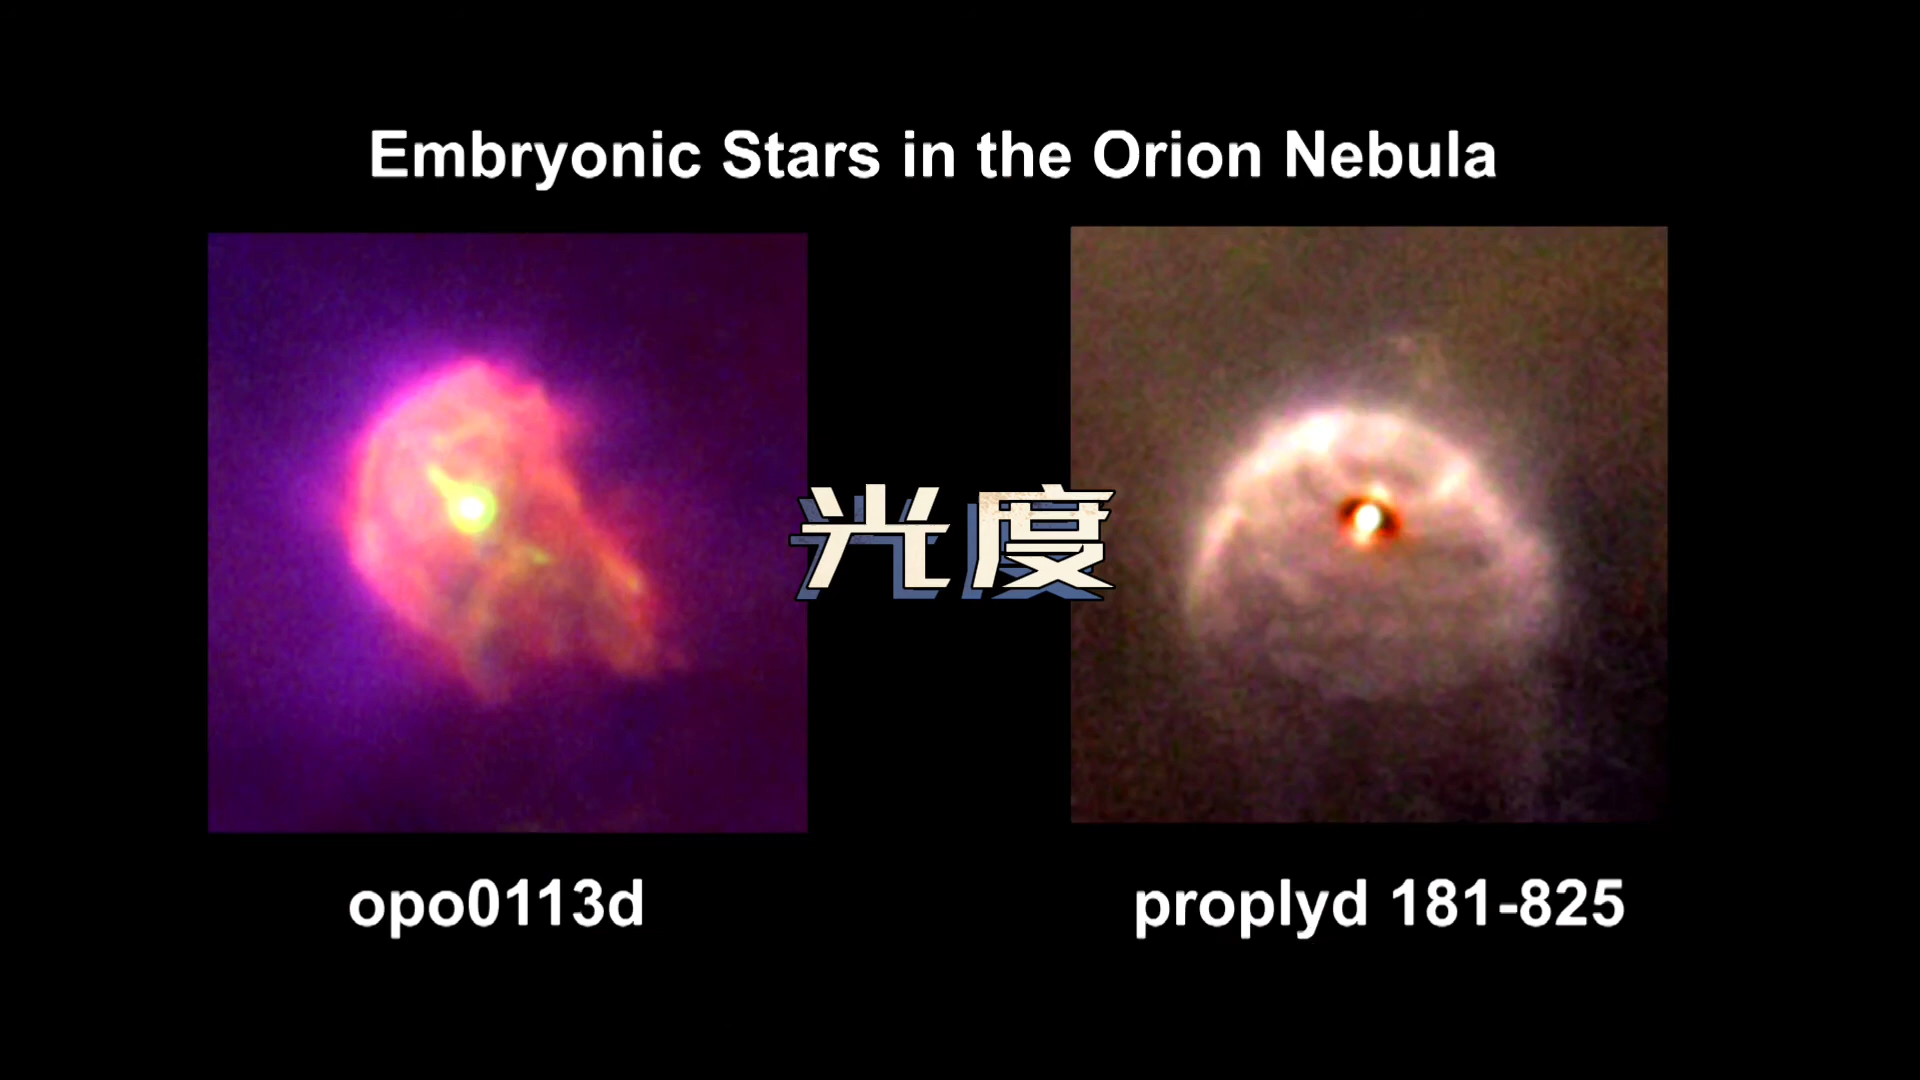 Embryonic Stars in the Orion Nebula
光度
opo0113d
proplyd 181-825